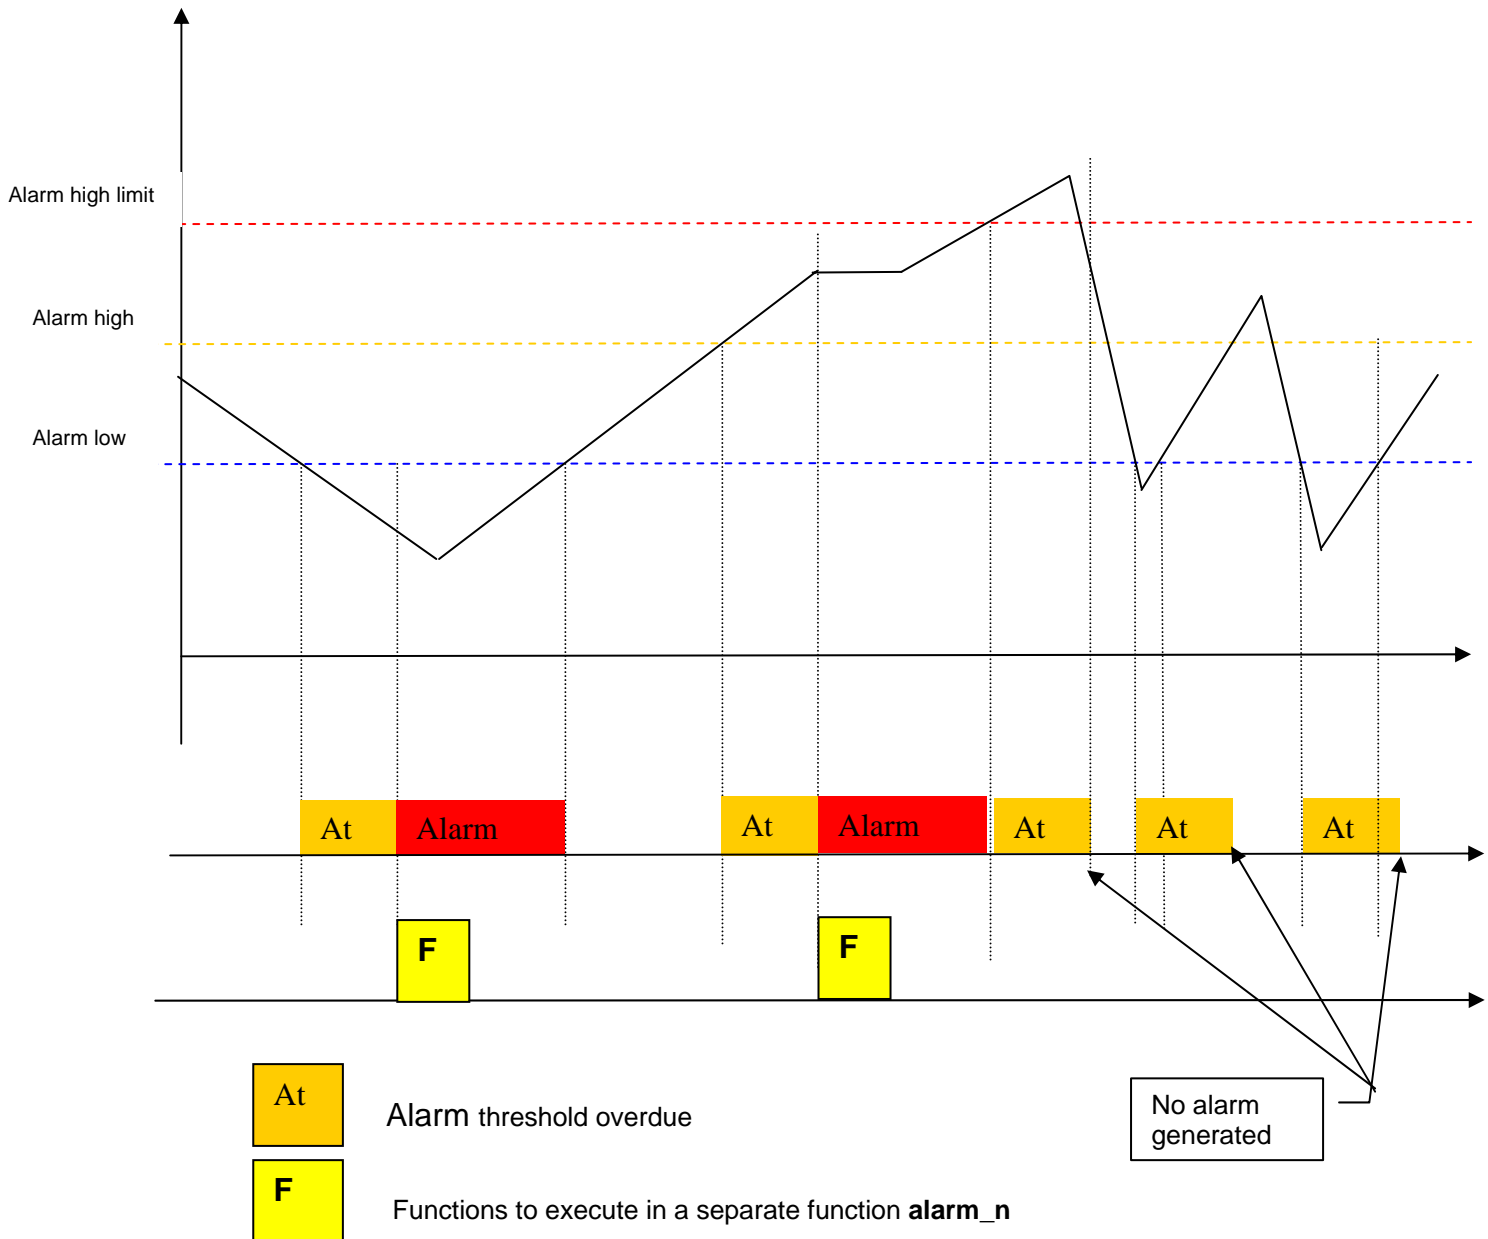 Alarm high limit
Alarm high
Alarm low
At
Alarm
At
Alarm
At
At
At
F
F
At
Alarm threshold overdue
No alarm
generated
F
Functions to execute in a separate function alarm_n